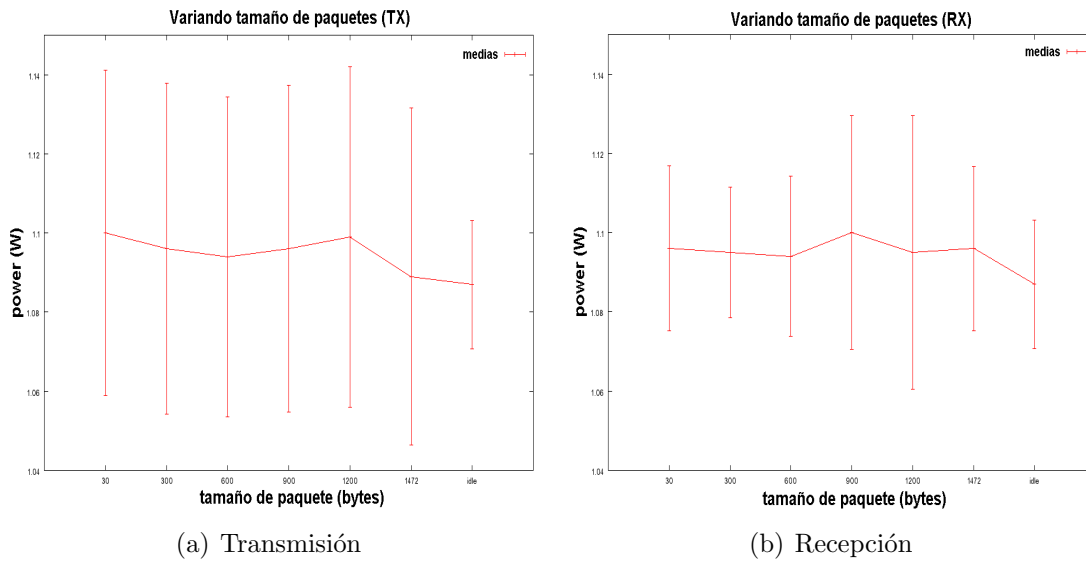 Variando tamaño de paquetes (TX)
medias
1.14
1.12
1.1
1.08
1.06
1.04
power (W)
30 300 600 900 1200 1472 idle
tamaño de paquete (bytes)
(a) Transmisión
Variando tamaño de paquetes (RX)
medias
1.14
1.12
1.1
1.08
1.06
1.04
power (W)
30 300 600 900 1200 1472 idle
tamaño de paquete (bytes)
(b) Recepción